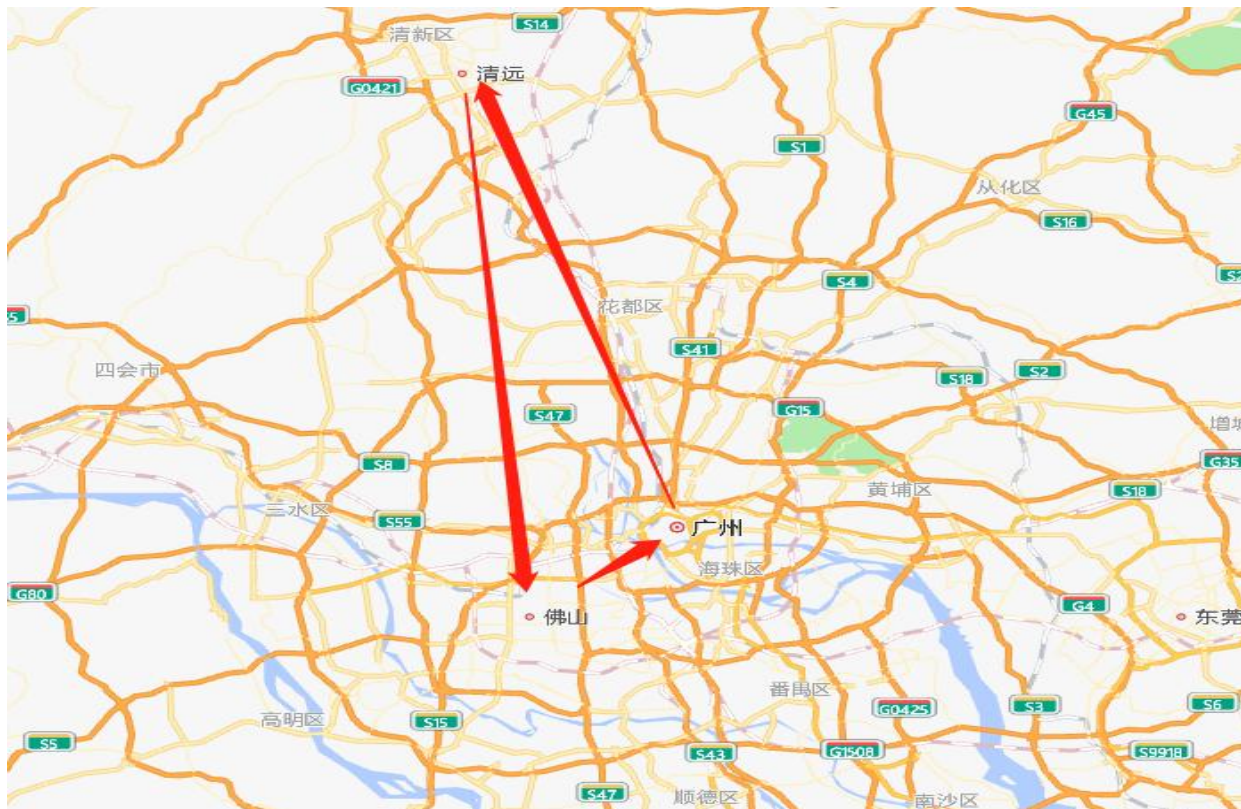 S14
清新区
清远
G0421
G45
S1
从化区
S16
S4
花都区
S41
四会市
S2
S18
S47
G15
S8
G35
S18
黄埔区
三水区
S55
广州
海珠区
G80
G4
佛山
东莞
番禺区
高明区
S15
G0425
S3
S6
S5
S43
G1508
S9918
S47
顺德区
南沙区